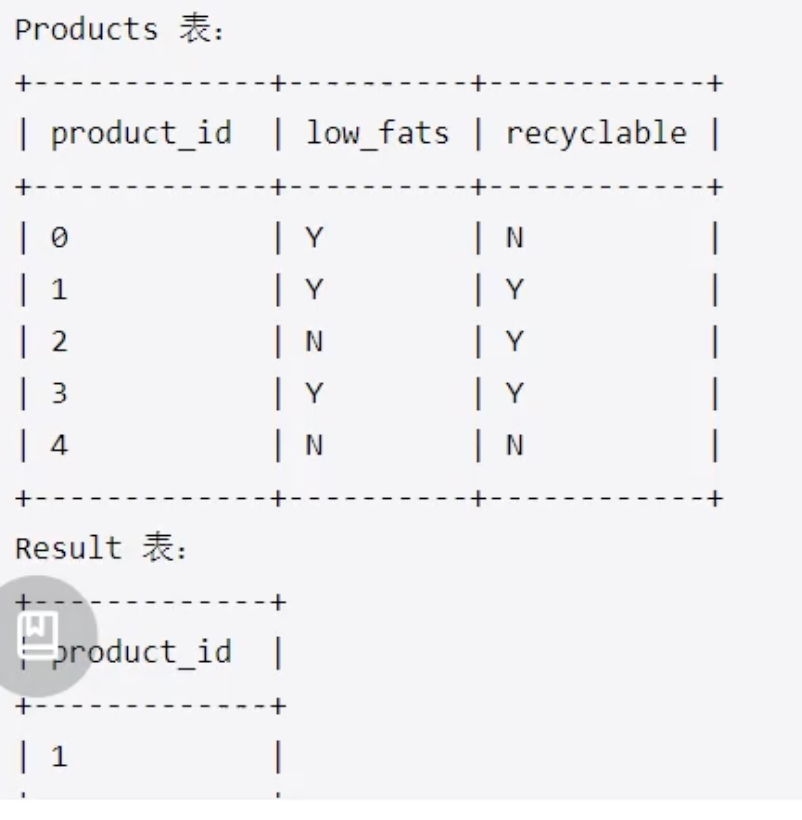 Products 表：
+-------------+----------+------------+
| product_id  | low_fats | recyclable |
+-------------+----------+------------+
| 0           | Y        | N          |
| 1           | Y        | Y          |
| 2           | N        | Y          |
| 3           | Y        | Y          |
| 4           | N        | N          |
+-------------+----------+------------+
Result 表：
+-------------+
| product_id  |
+-------------+
| 1           |